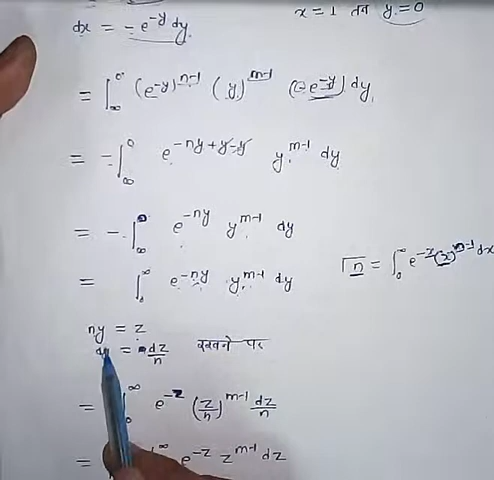 dx = - e^{-y} dy
x = 1 तब y = 0
= ∫_∞^0 (e^{-y})^{n-1} (y)^{m-1} (-e^{-y}) dy
= - ∫_∞^0 e^{-ny+y-y} y^{m-1} dy
= - ∫_∞^0 e^{-ny} y^{m-1} dy
= ∫_0^∞ e^{-ny} y^{m-1} dy
Γn = ∫_0^∞ e^{-x} (x)^{n-1} dx
ny = z
dy = dz/n रखने पर
= ∫_0^∞ e^{-z} (z/n)^{m-1} dz/n
= ∞ e^{-z} z^{m-1} dz